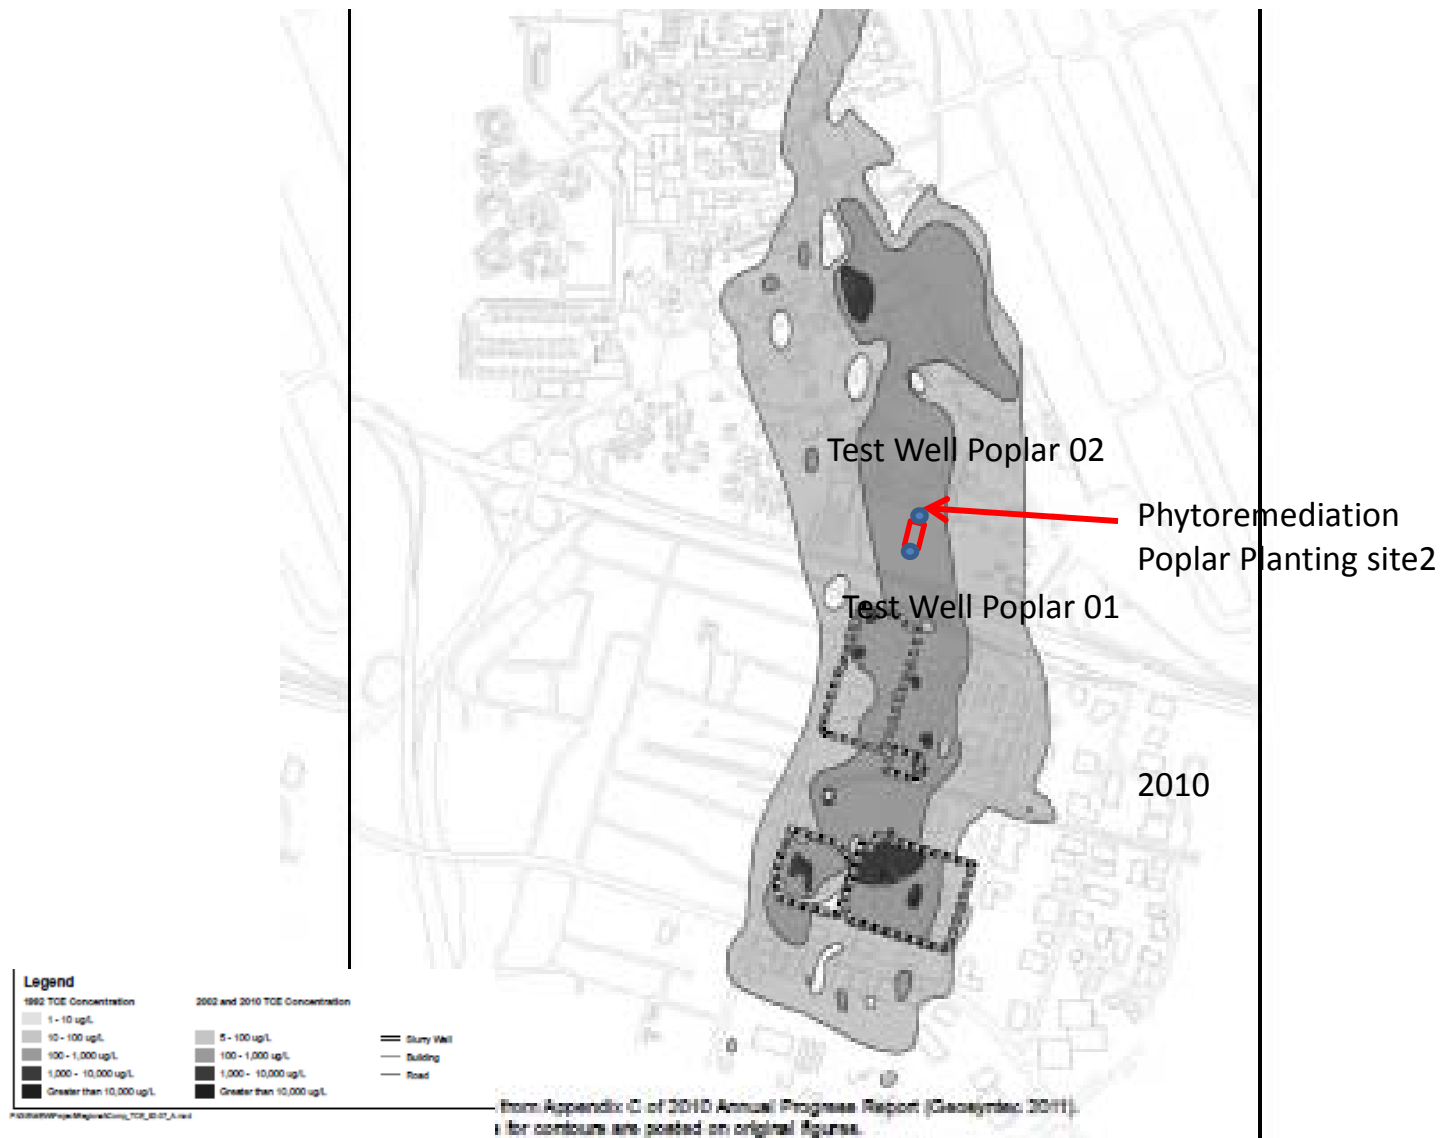 Test Well Poplar 02
Phytoremediation
Poplar Planting site2
Test Well Poplar 01
2010
Legend
1992 TCE Concentration
1 - 10 ug/L
10 - 100 ug/L
100 - 1,000 ug/L
1,000 - 10,000 ug/L
Greater than 10,000 ug/L
2002 and 2010 TCE Concentration
5 - 100 ug/L
100 - 1,000 ug/L
1,000 - 10,000 ug/L
Greater than 10,000 ug/L
Slurry Wall
Building
Road
from Appendix C of 2010 Annual Progress Report (Geosyntec, 2011).
for contours are posted on original figures.